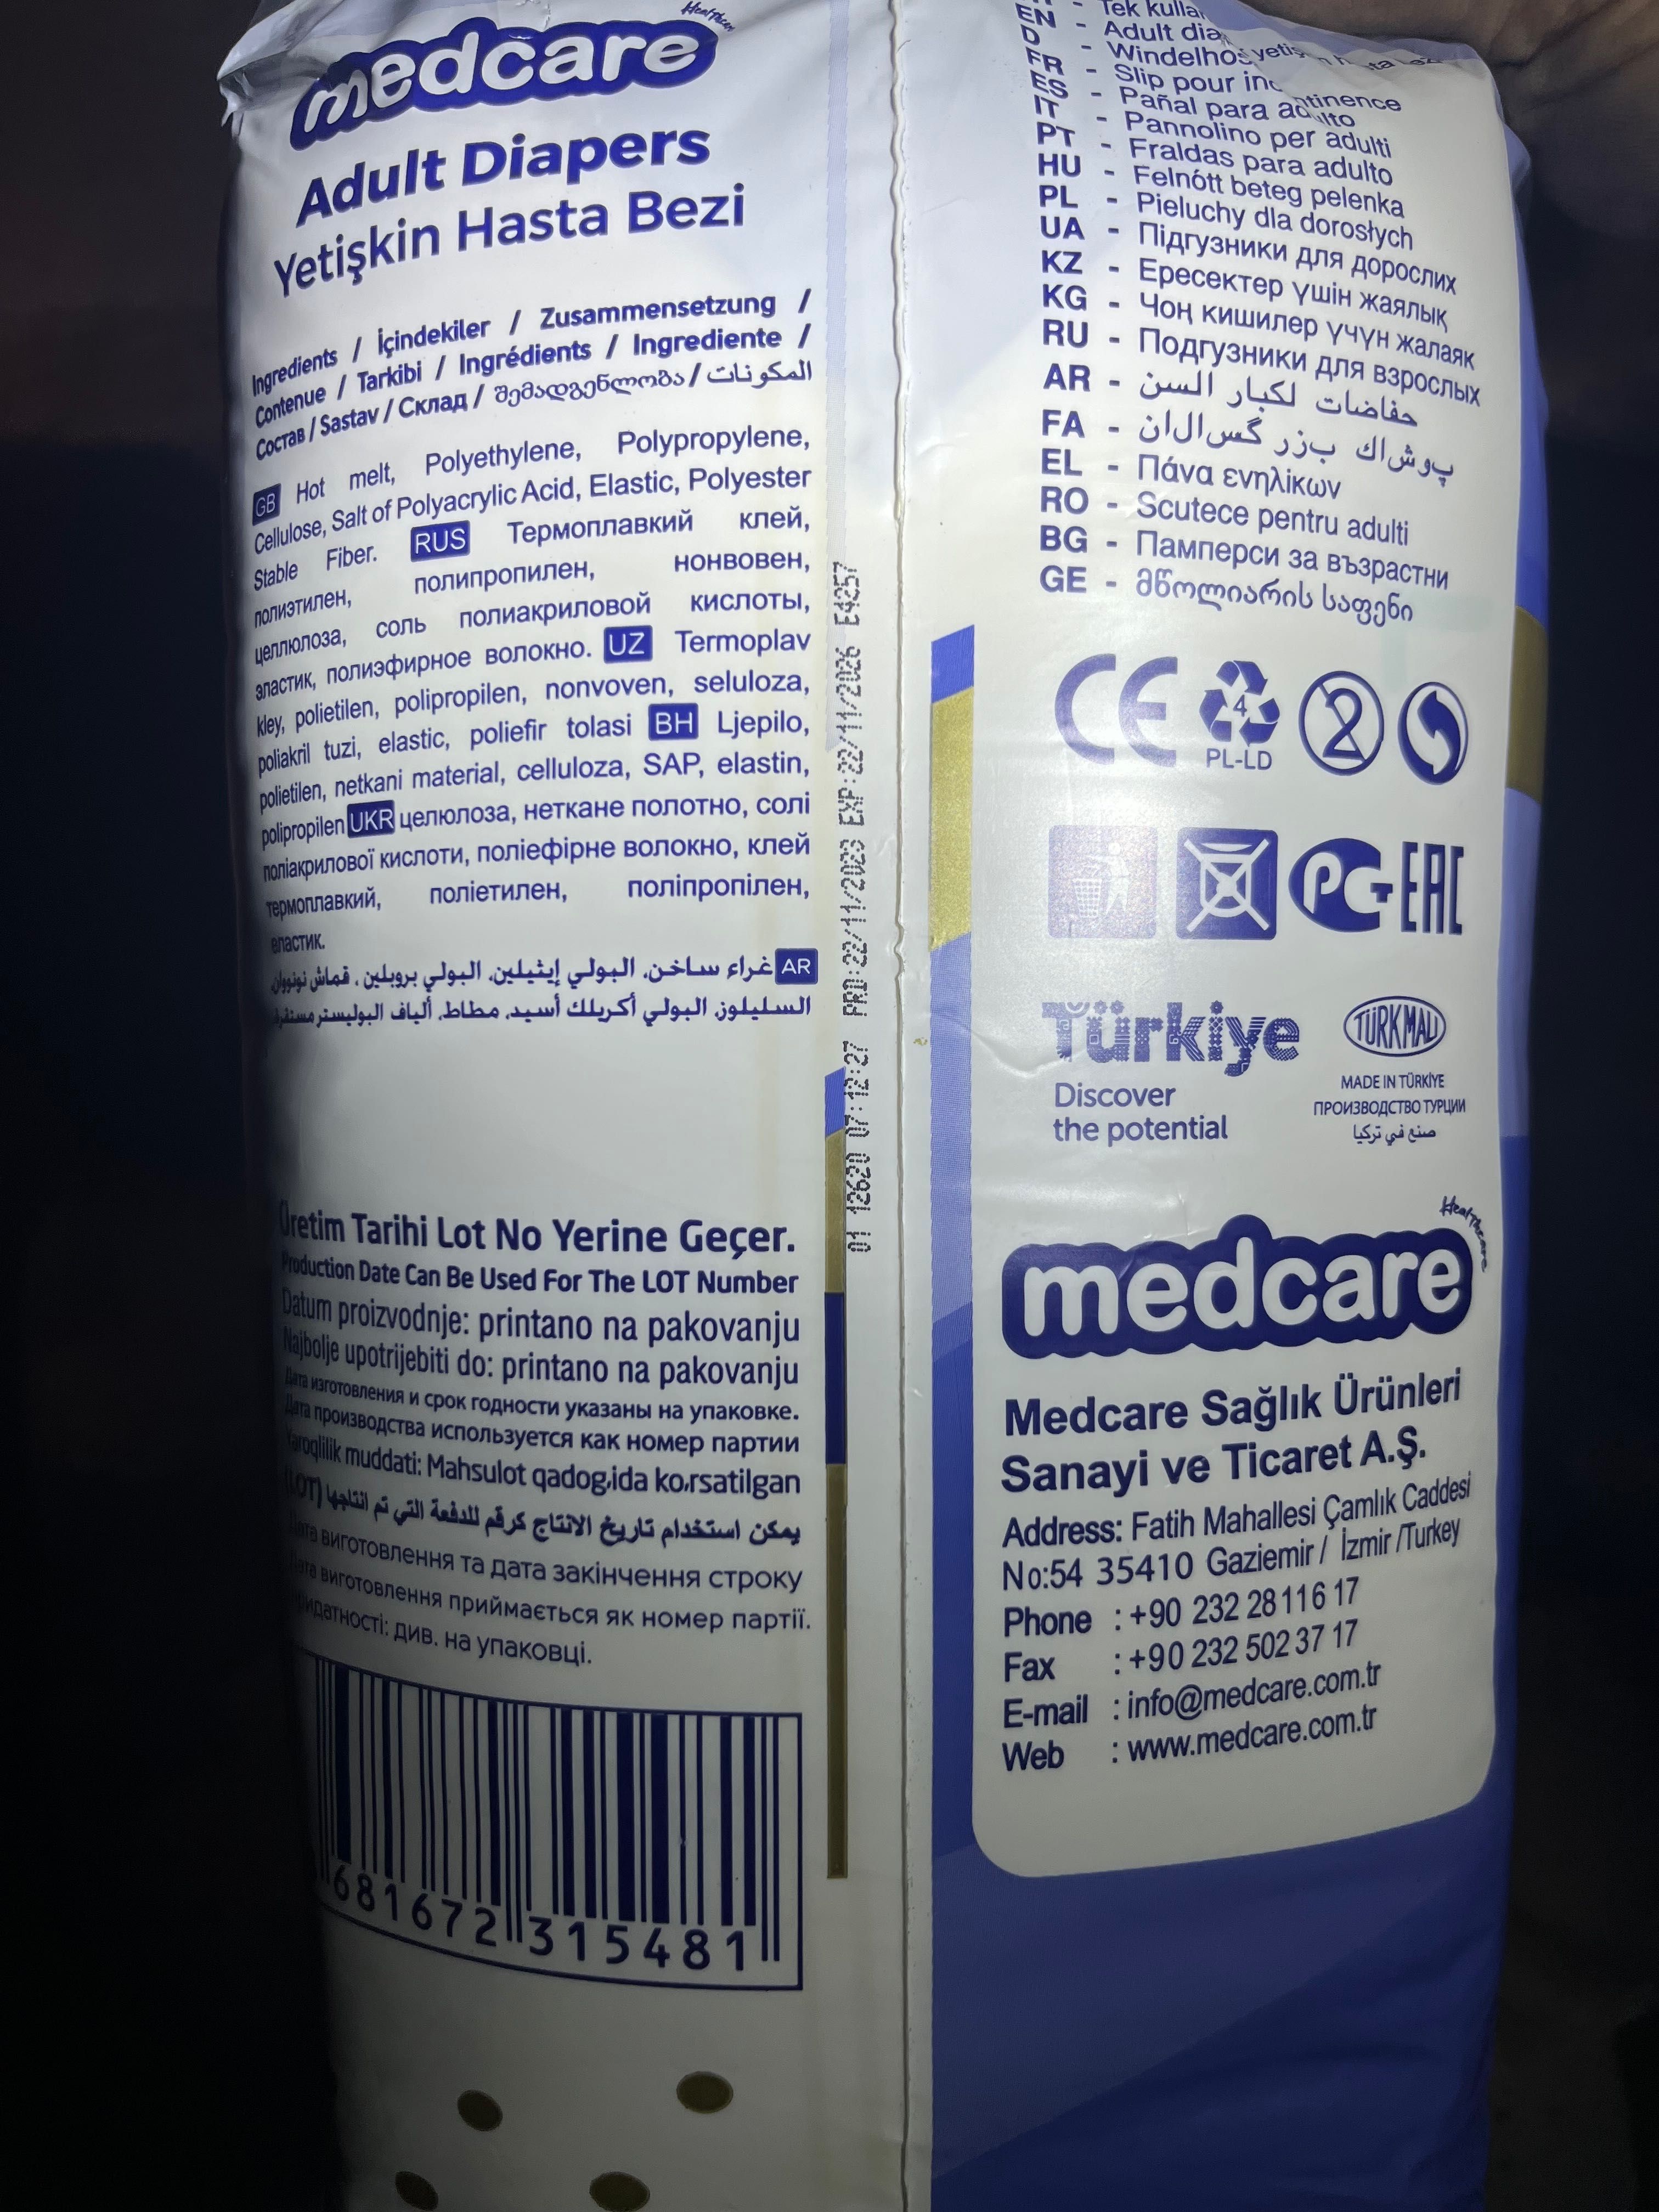 Healthcare
medcare
Adult Diapers
Yetişkin Hasta Bezi
Ingredients / İçindekiler / Zusammensetzung /
Contenue / Tarkibi / Ingrédients / Ingrediente /
Состав / Sastav / Склад / შემადგენლობა / المكونات
GB Hot melt, Polyethylene, Polypropylene,
Cellulose, Salt of Polyacrylic Acid, Elastic, Polyester
Stable Fiber. RUS Термоплавкий клей,
полиэтилен, полипропилен, нонвовен,
целлюлоза, соль полиакриловой кислоты,
эластик, полиэфирное волокно. UZ Termoplav
kley, polietilen, polipropilen, nonvoven, seluloza,
poliakril tuzi, elastic, poliefir tolasi BH Ljepilo,
polietilen, netkani material, celluloza, SAP, elastin,
polipropilen UKR целюлоза, неткане полотно, солі
поліакрилової кислоти, поліефірне волокно, клей
термоплавкий, поліетилен, поліпропілен,
еластик.
AR غراء ساخن، البولي إيثيلين، البولي بروبلين ، قماش نونووان
السليلوز، البولي أكريلك أسيد، مطاط، ألياف البوليستر
Üretim Tarihi Lot No Yerine Geçer.
Production Date Can Be Used For The LOT Number
Datum proizvodnje: printano na pakovanju
Najbolje upotrijebiti do: printano na pakovanju
Дата изготовления и срок годности указаны на упаковке.
Дата производства используется как номер партии
Yaroqlilik muddati: Mahsulot qadog,ida ko,rsatilgan
يمكن استخدام تاريخ الانتاج كرقم للدفعة التي تم انتاجها (LOT)
Дата виготовлення та дата закінчення строку
Дата виготовлення приймається як номер партії.
придатності: див. на упаковці.
681672 315481
01 12620 07:12:27 PRD:22/11/2023 EXP:22/11/2026 E4257
EN - Adult
D -
FR - Slip pour
ES - Pañal para adulto
IT - Pannolino per adulti
PT - Fraldas para adulto
HU - Felnótt beteg pelenka
PL - Pieluchy dla dorosłych
UA - Підгузники для дорослих
KZ - Ересектер үшін жаялық
KG - Чоң кишилер үчүн жалаяк
RU - Подгузники для взрослых
AR - حفاضات لكبار السن
FA - پوشاك بزر گسالان
EL - Πάνα ενηλίκων
RO - Scutece pentru adulti
BG - Памперси за възрастни
GE - მწოლიარის საფენი
CE 4 2
PL-LD
РСТ EAC
Türkiye
Discover
the potential
TÜRK MALI
MADE IN TÜRKİYE
ПРОИЗВОДСТВО ТУРЦИИ
صنع في تركيا
Healthcare
medcare
Medcare Sağlık Ürünleri
Sanayi ve Ticaret A.Ş.
Address: Fatih Mahallesi Çamlık Caddesi
No:54 35410 Gaziemir / İzmir /Turkey
Phone : +90 232 281 16 17
Fax : +90 232 502 37 17
E-mail : info@medcare.com.tr
Web : www.medcare.com.tr